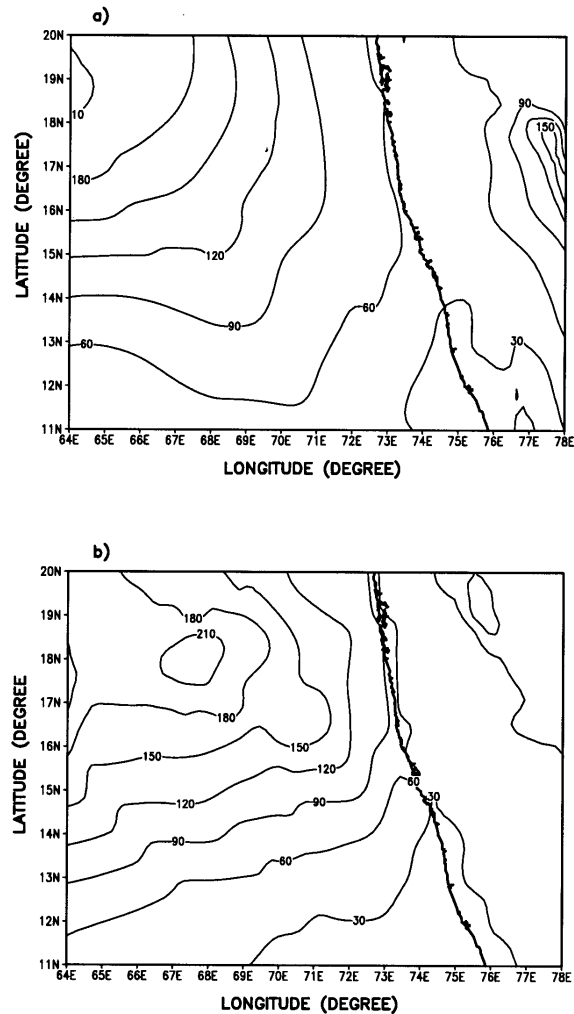 a)
20N
19N
18N
17N
16N
15N
14N
13N
12N
11N
LATITUDE (DEGREE)
10
180
120
90
60
60
90
150
30
64E 65E 66E 67E 68E 69E 70E 71E 72E 73E 74E 75E 76E 77E 78E
LONGITUDE (DEGREE)
b)
20N
19N
18N
17N
16N
15N
14N
13N
12N
11N
LATITUDE (DEGREE
180
210
180
150
150
120
120
90
90
60
60
30
30
64E 65E 66E 67E 68E 69E 70E 71E 72E 73E 74E 75E 76E 77E 78E
LONGITUDE (DEGREE)